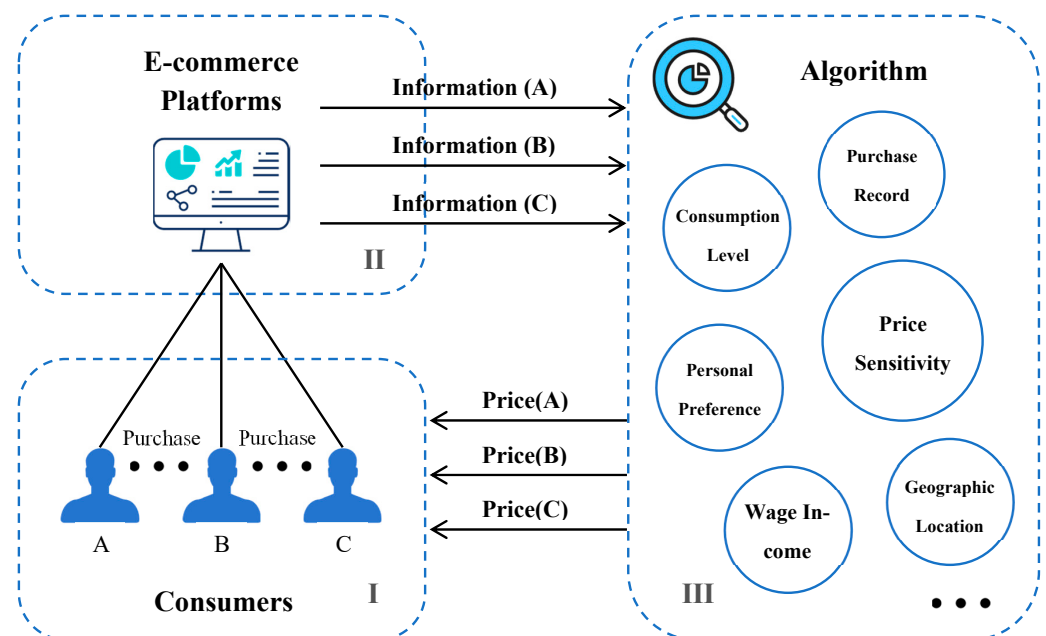 E-commerce
Platforms
II
Information (A)
Information (B)
Information (C)
Algorithm
Purchase
Record
Consumption
Level
Price
Sensitivity
Personal
Preference
Geographic
Location
Wage In-
come
III
Price(A)
Price(B)
Price(C)
Purchase Purchase
A B C
Consumers
I